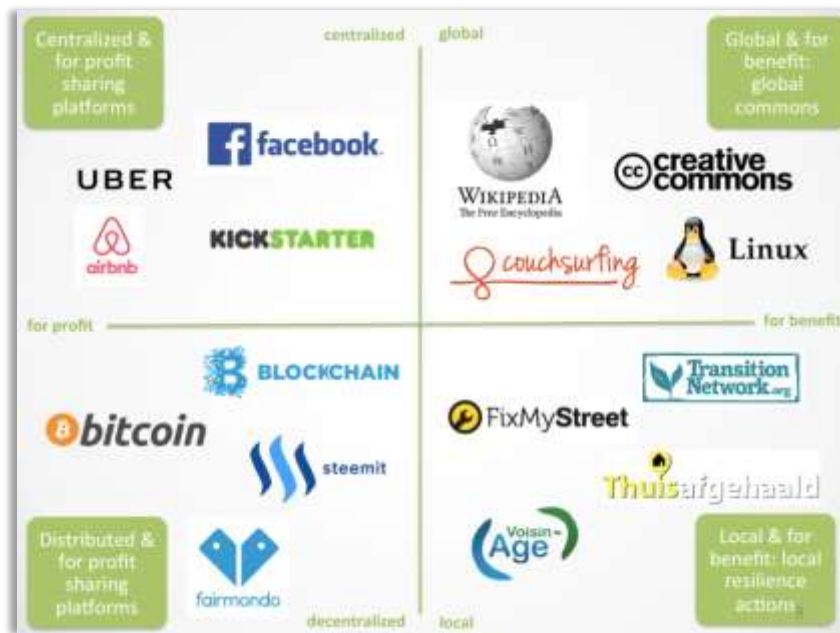 Centralized &
for profit
sharing
platforms
centralized
global
Global & for
benefit:
global
commons
f facebook.
UBER
airbnb
KICKSTARTER
WIKIPEDIA
The Free Encyclopedia
cc creative
commons
couchsurfing
Linux
for profit
for benefit
BLOCKCHAIN
bitcoin
steemit
fairmondo
Transition
Network.org
FixMyStreet
Thuisafgehaald
Voisin-
Age
Distributed &
for profit
sharing
platforms
decentralized
local
Local & for
benefit: local
resilience
actions